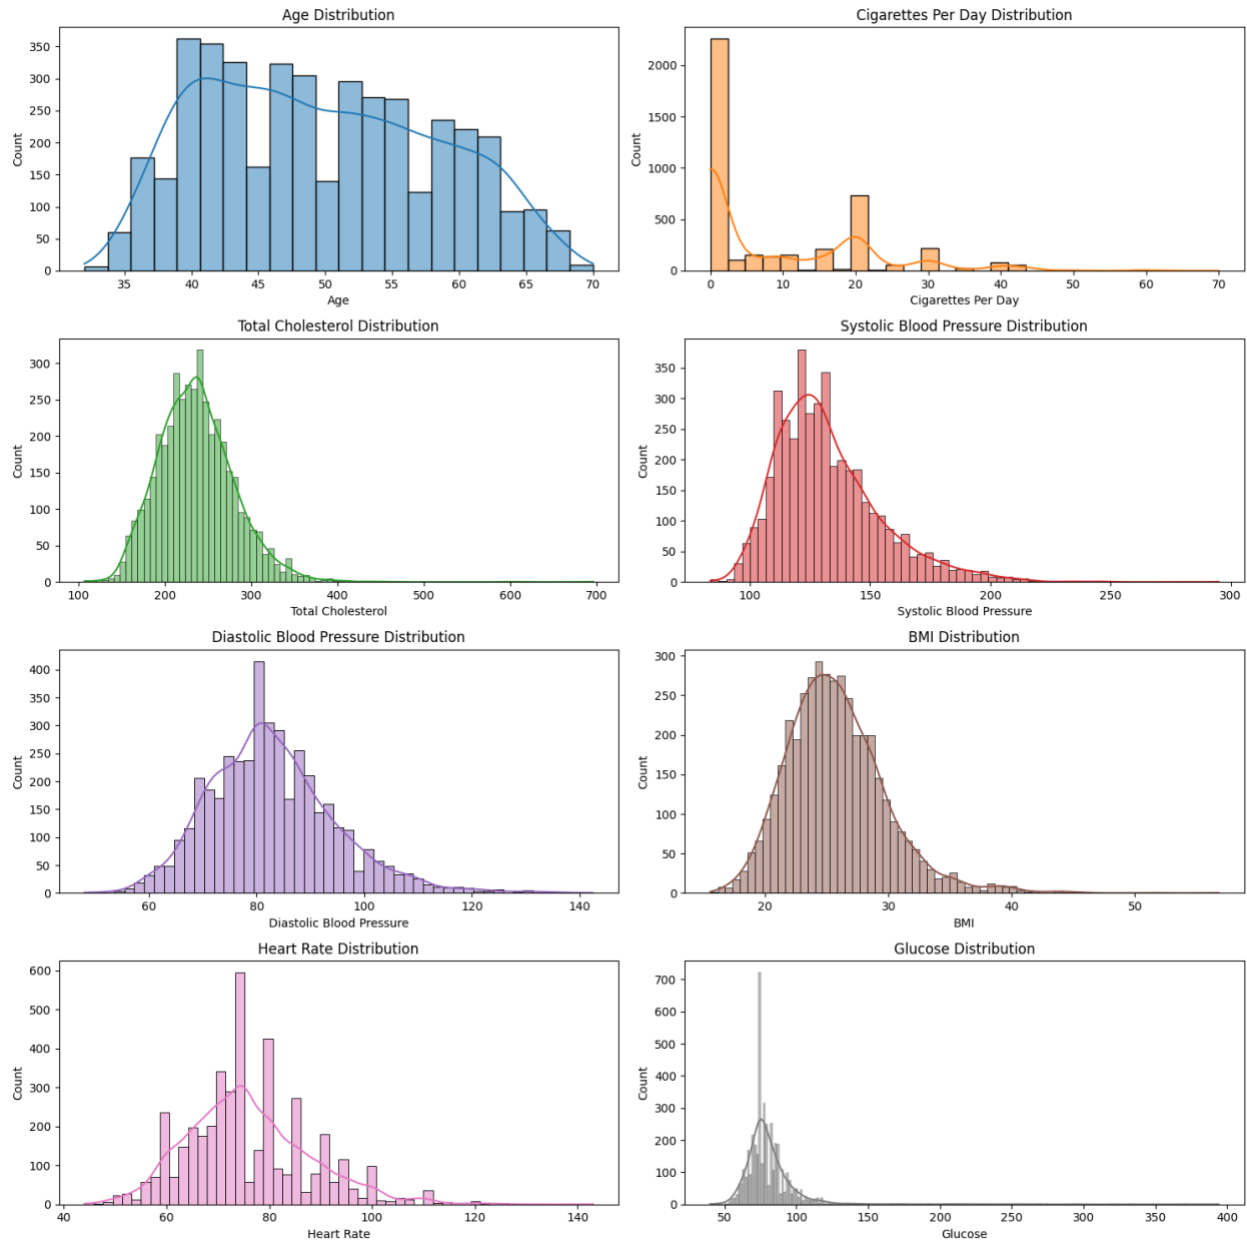 Age Distribution
Count
350
300
250
200
150
100
50
0
35 40 45 50 55 60 65 70
Age
Cigarettes Per Day Distribution
Count
2000
1500
1000
500
0
0 10 20 30 40 50 60 70
Cigarettes Per Day
Total Cholesterol Distribution
Count
300
250
200
150
100
50
0
100 200 300 400 500 600 700
Total Cholesterol
Systolic Blood Pressure Distribution
Count
350
300
250
200
150
100
50
0
100 150 200 250 300
Systolic Blood Pressure
Diastolic Blood Pressure Distribution
Count
400
350
300
250
200
150
100
50
0
60 80 100 120 140
Diastolic Blood Pressure
BMI Distribution
Count
300
250
200
150
100
50
0
20 30 40 50
BMI
Heart Rate Distribution
Count
600
500
400
300
200
100
0
40 60 80 100 120 140
Heart Rate
Glucose Distribution
Count
700
600
500
400
300
200
100
0
50 100 150 200 250 300 350 400
Glucose